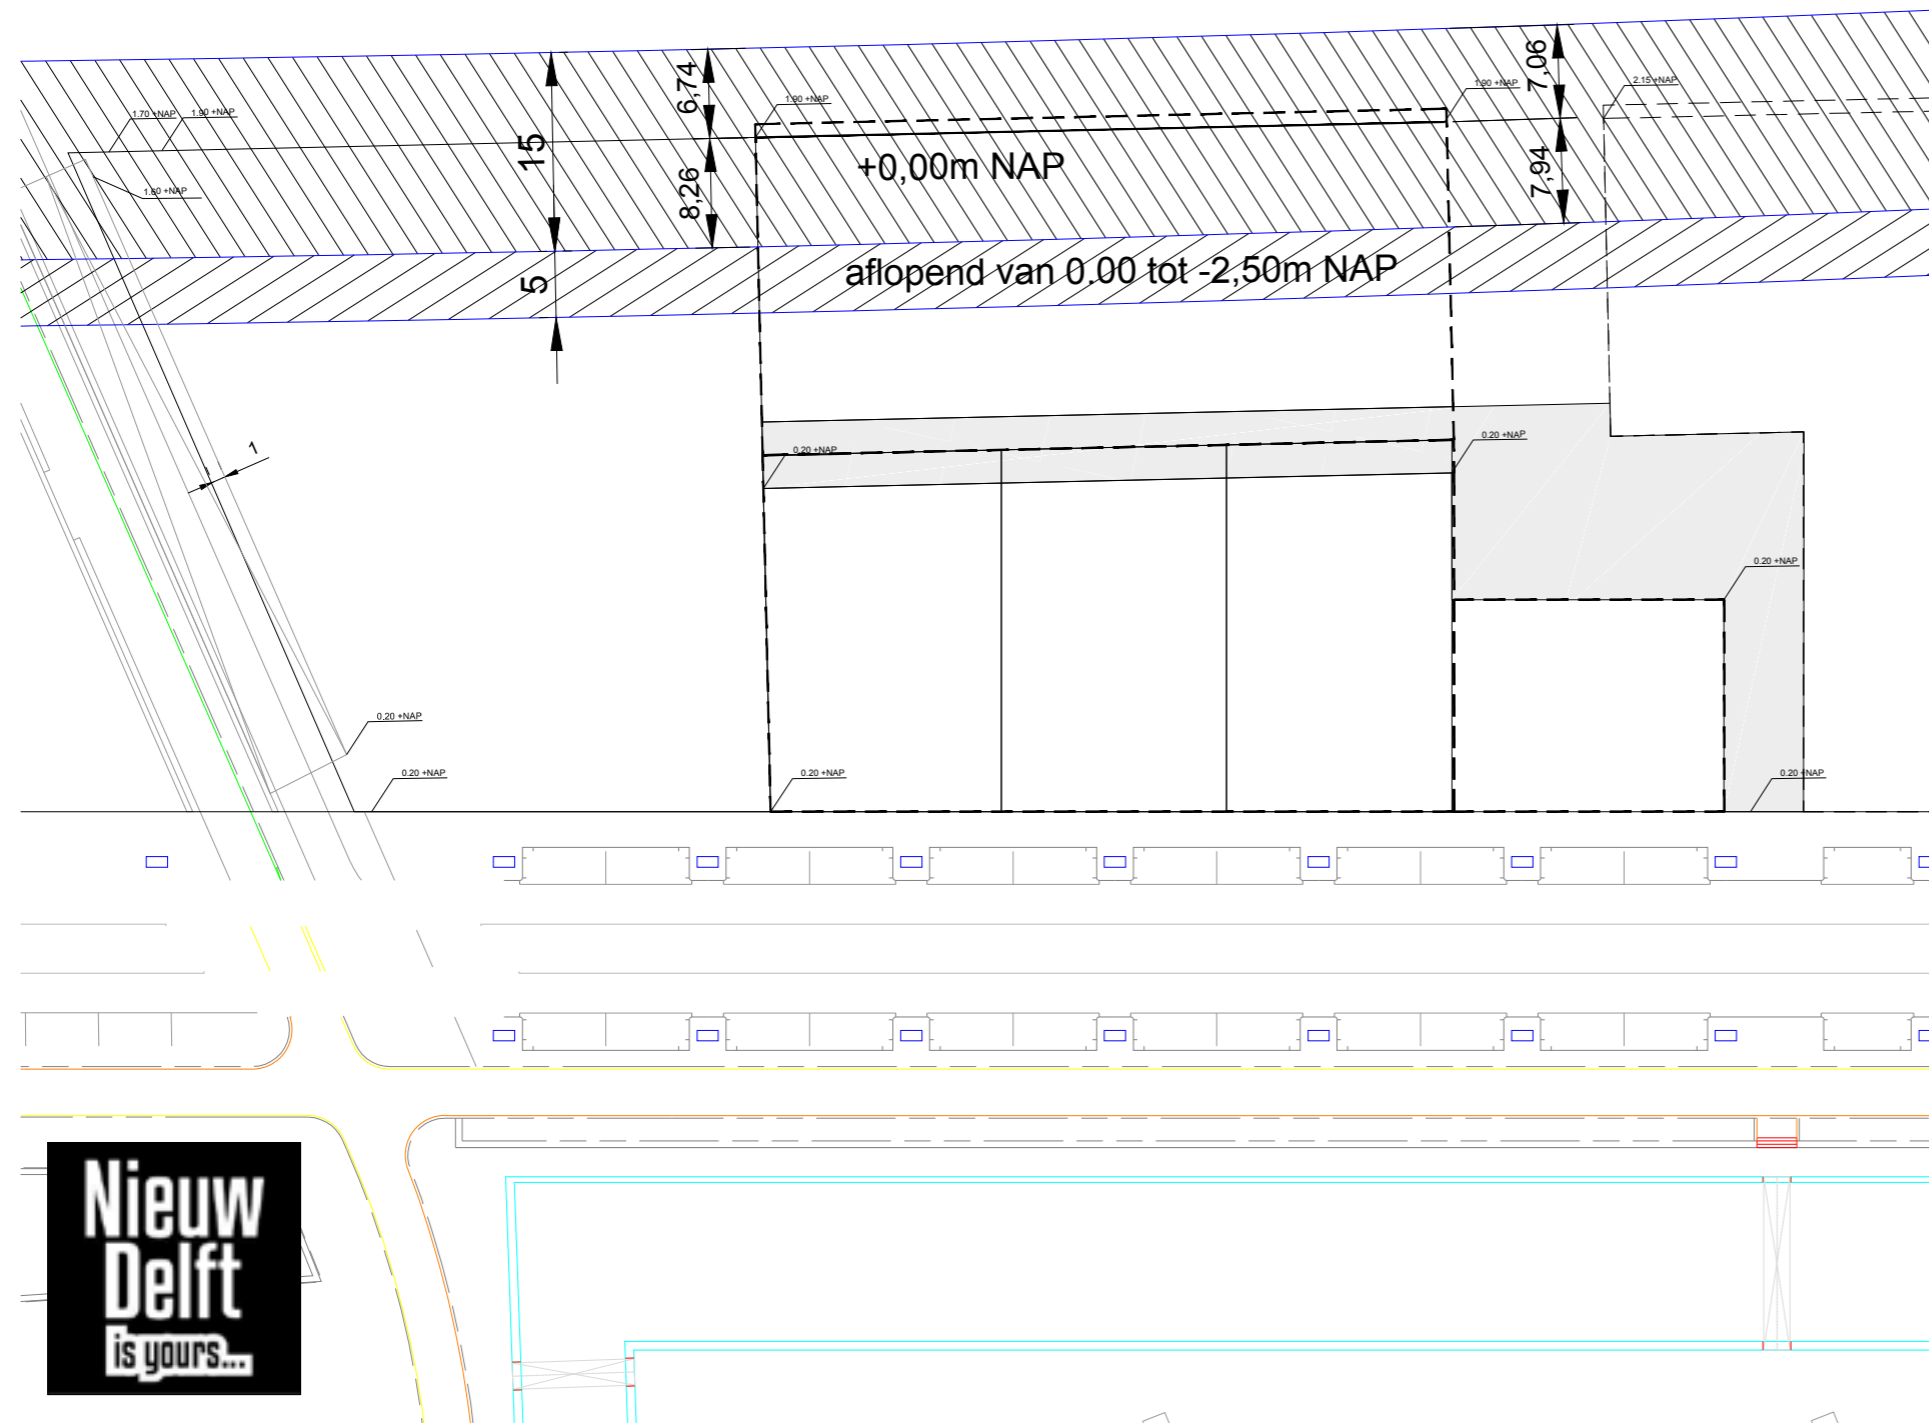 7,06
6,74
2.15 +NAP
1.90 +NAP
1.90 +NAP
1.70 +NAP
1.90 +NAP
15
+0,00m NAP
7,94
1.60 +NAP
8,26
aflopend van 0.00 tot -2,50m NAP
5
1
0.20 +NAP
0.20 +NAP
0.20 +NAP
0.20 +NAP
0.20 +NAP
0.20 +NAP
0.20 +NAP
Nieuw
Delft
is yours...